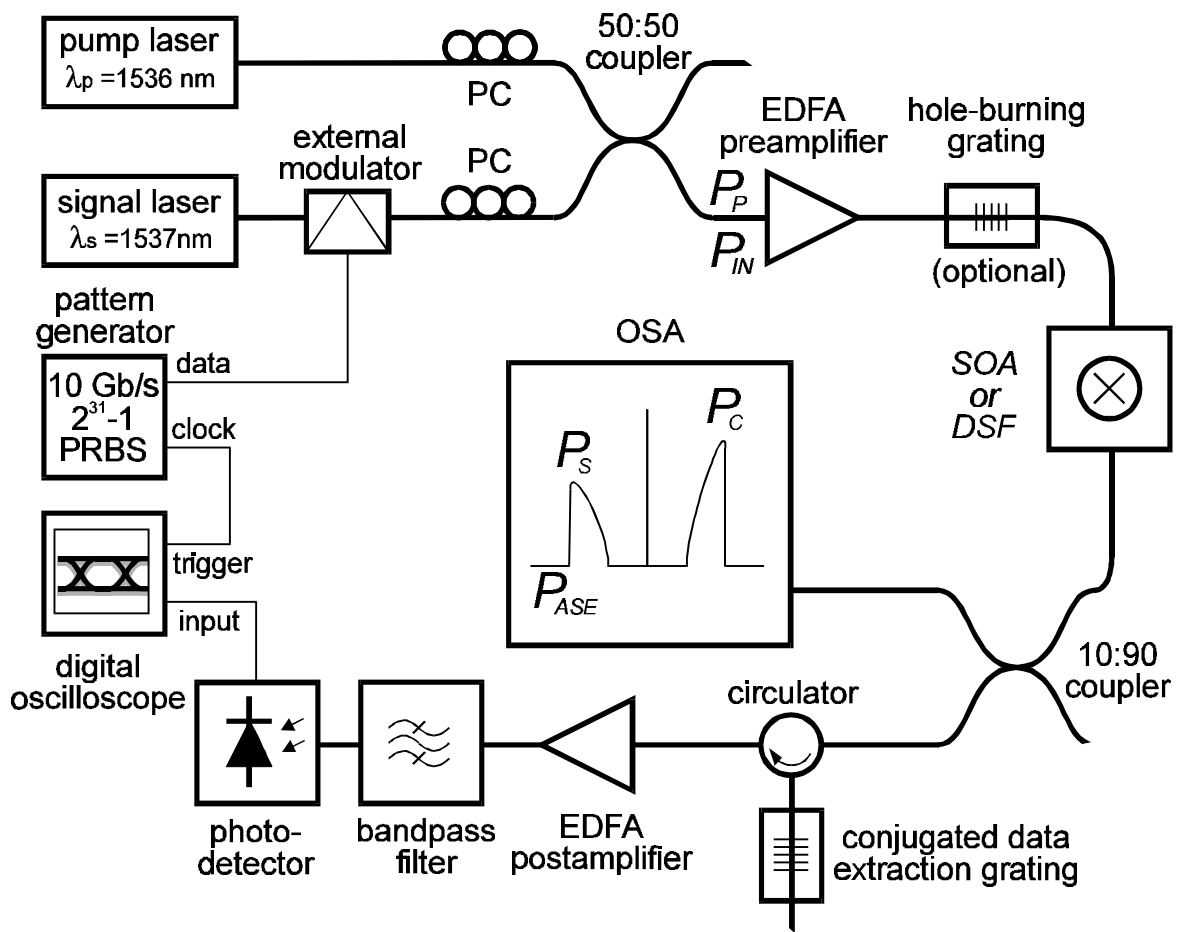 pump laser
λp =1536 nm
PC
50:50
coupler
external
modulator
PC
EDFA
preamplifier
hole-burning
grating
signal laser
λs =1537nm
PP
PIN
(optional)
pattern
generator
data
10 Gb/s
2^31-1
PRBS
clock
OSA
PS
PC
PASE
SOA
or
DSF
trigger
input
digital
oscilloscope
10:90
coupler
circulator
photo-
detector
bandpass
filter
EDFA
postamplifier
conjugated data
extraction grating